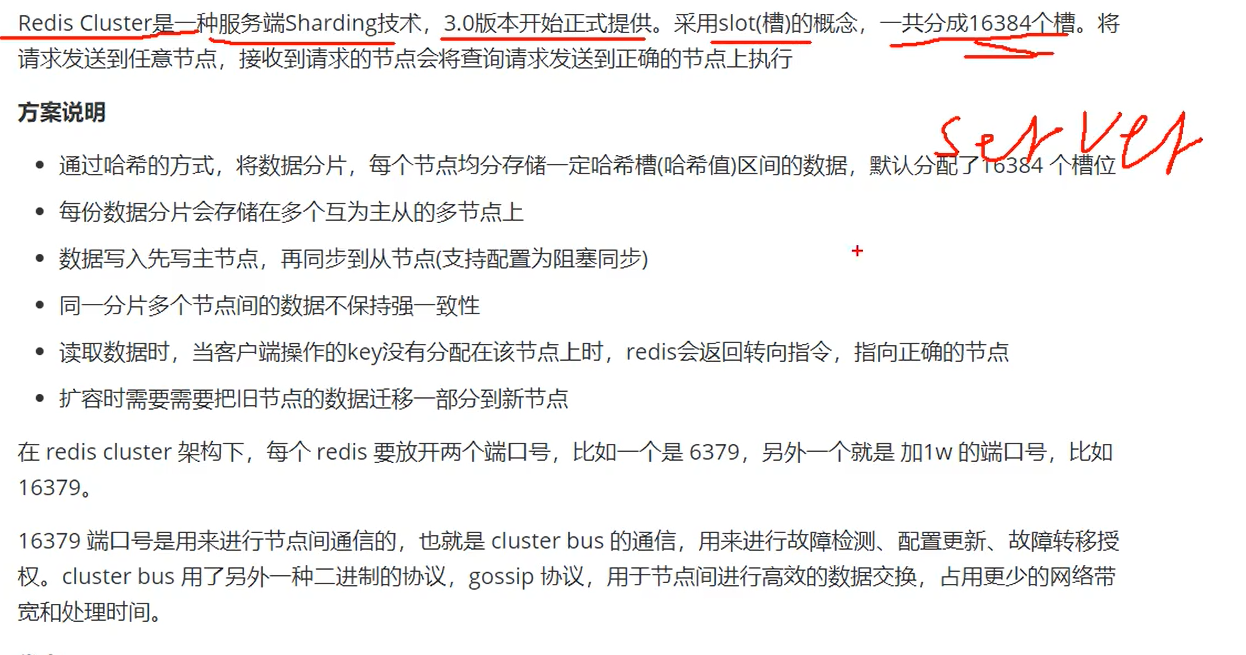 Redis Cluster是一种服务端Sharding技术，3.0版本开始正式提供。采用slot(槽)的概念，一共分成16384个槽。将
请求发送到任意节点，接收到请求的节点会将查询请求发送到正确的节点上执行
方案说明
server
通过哈希的方式，将数据分片，每个节点均分存储一定哈希槽(哈希值)区间的数据，默认分配了16384 个槽位
每份数据分片会存储在多个互为主从的多节点上
数据写入先写主节点，再同步到从节点(支持配置为阻塞同步)
同一分片多个节点间的数据不保持强一致性
读取数据时，当客户端操作的key没有分配在该节点上时，redis会返回转向指令，指向正确的节点
扩容时需要需要把旧节点的数据迁移一部分到新节点
在 redis cluster 架构下，每个 redis 要放开两个端口号，比如一个是 6379，另外一个就是 加1w 的端口号，比如
16379。
16379 端口号是用来进行节点间通信的，也就是 cluster bus 的通信，用来进行故障检测、配置更新、故障转移授
权。cluster bus 用了另外一种二进制的协议，gossip 协议，用于节点间进行高效的数据交换，占用更少的网络带
宽和处理时间。